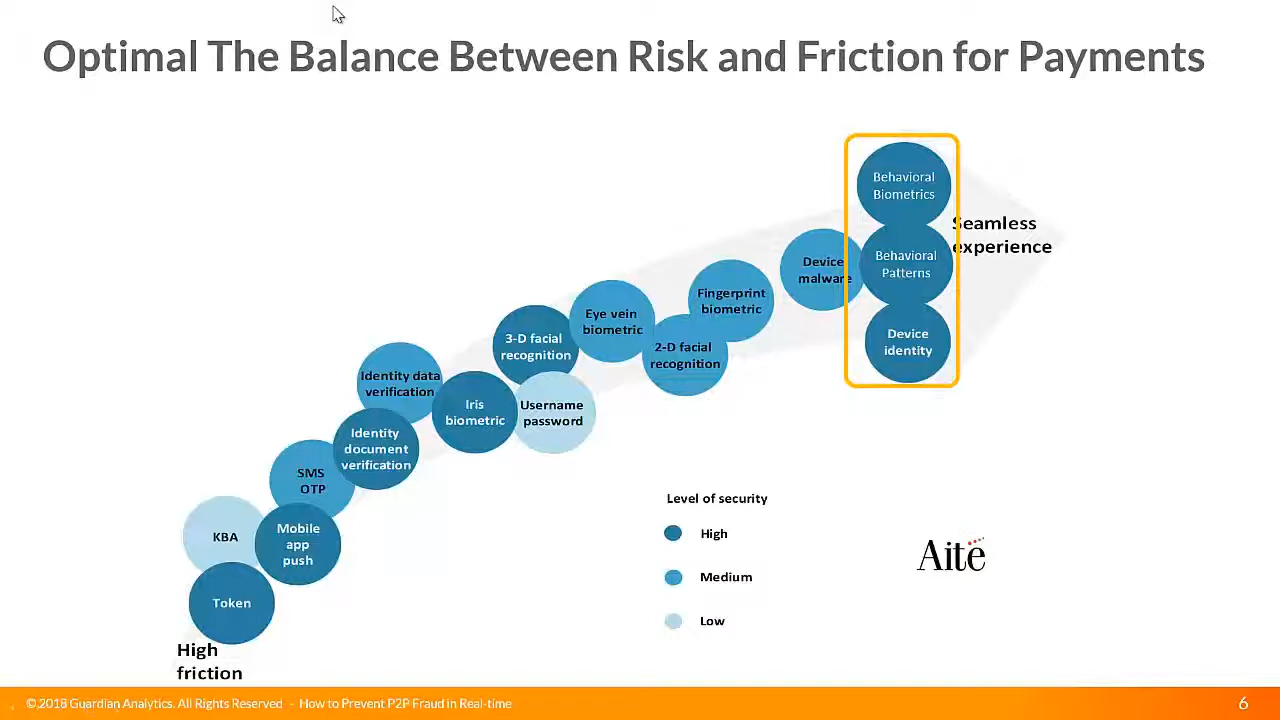 Optimal The Balance Between Risk and Friction for Payments
Behavioral
Biometrics
Seamless
experience
Behavioral
Patterns
Device
malware
Device
identity
Fingerprint
biometric
Eye vein
biometric
2-D facial
recognition
3-D facial
recognition
Identity data
verification
Iris
biometric
Username
password
Identity
document
verification
SMS
OTP
KBA
Mobile
app
push
Token
High
friction
Level of security
High
Medium
Low
Aite
©2018 Guardian Analytics. All Rights Reserved - How to Prevent P2P Fraud in Real-time
6